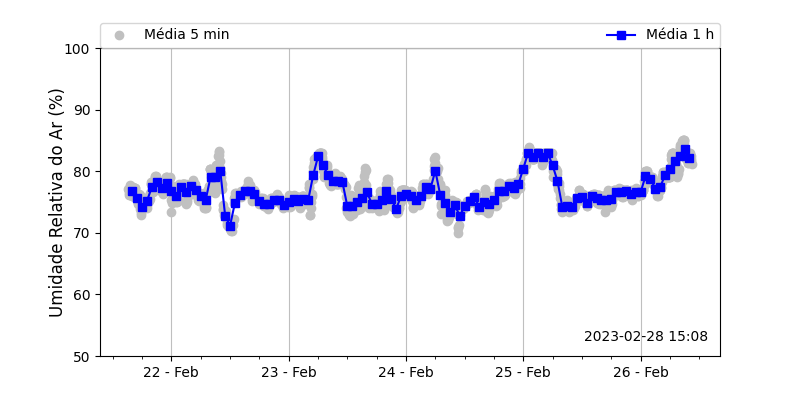 Média 5 min
Média 1 h
Umidade Relativa do Ar (%)
100
90
80
70
60
50
2023-02-28 15:08
22 - Feb
23 - Feb
24 - Feb
25 - Feb
26 - Feb